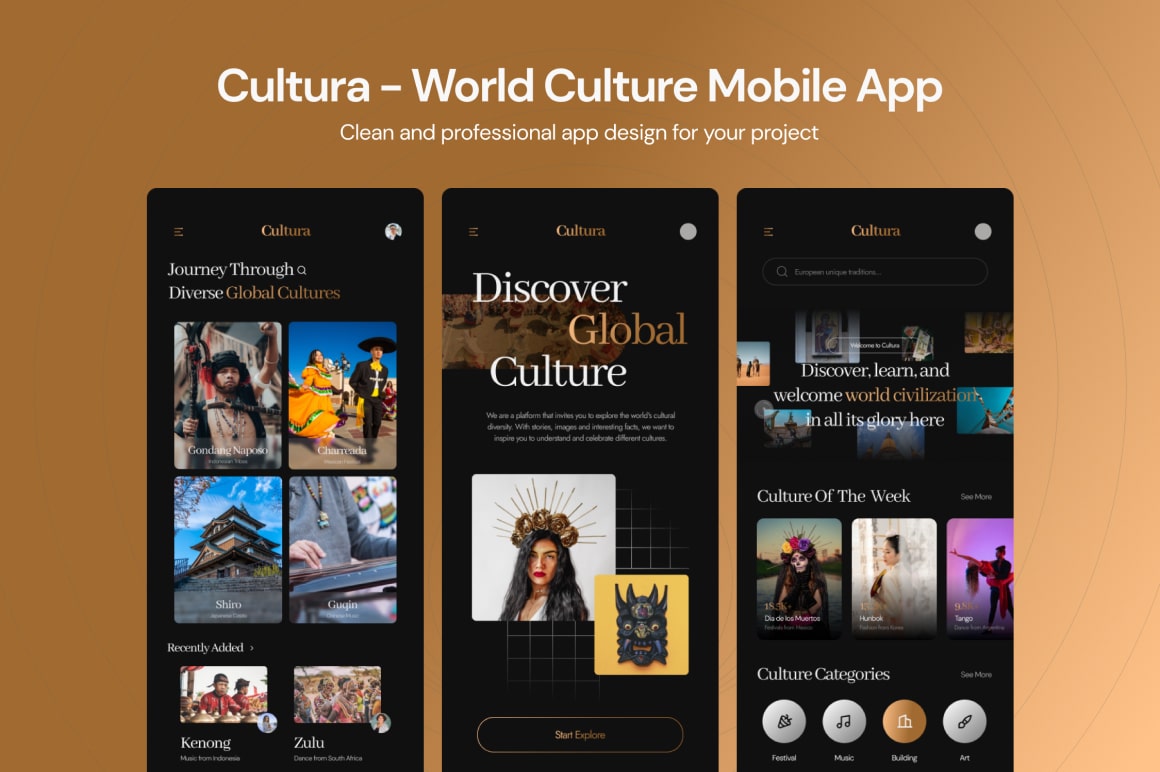 Cultura - World Culture Mobile App
Clean and professional app design for your project
Cultura
Journey Through
Diverse Global Cultures
Gondang Naposo
Indonesian Tribes
Charreada
Mexican Festival
Shiro
Japanese Castle
Guqin
Chinese Music
Recently Added
Kenong
Music from Indonesia
Zulu
Dance from South Africa
Cultura
Discover
Global
Culture
We are a platform that invites you to explore the world's cultural
diversity. With stories, images and interesting facts, we want to
inspire you to understand and celebrate different cultures.
Start Explore
Cultura
European unique traditions...
Welcome to Cultura
Discover, learn, and
welcome world civilization,
in all its glory here
Culture Of The Week
See More
18.5K+
Dia de los Muertos
Festivals from Mexico
Hunbok
Fashion from Korea
9.8K+
Tango
Dance from Argentina
Culture Categories
See More
Festival
Music
Building
Art